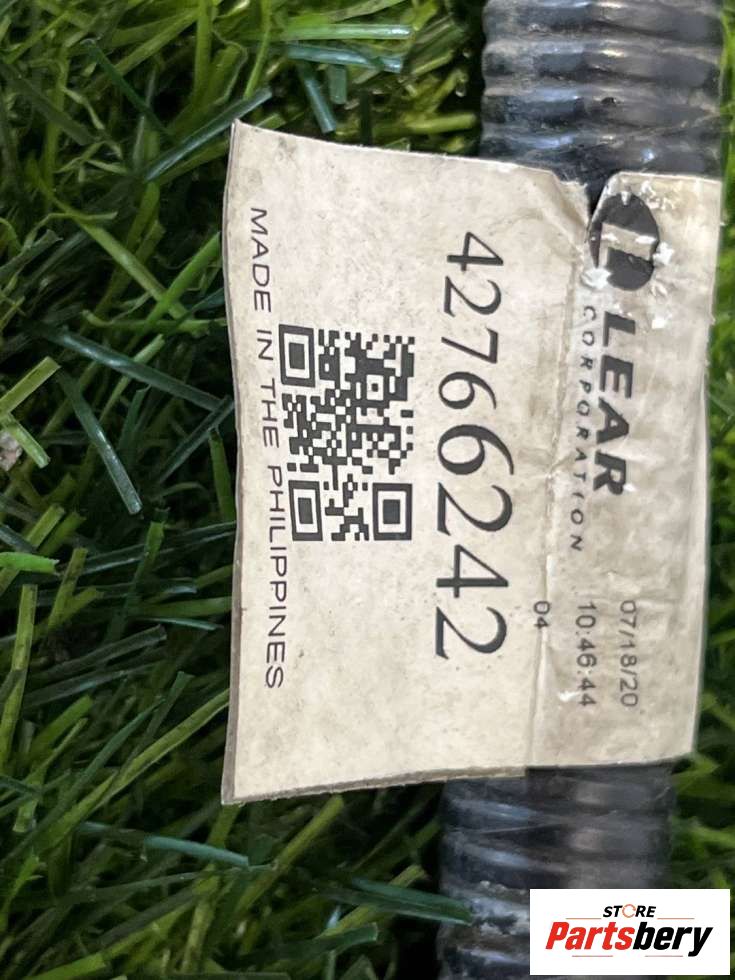 LEAR
CORPORATION
07/18/20
10:46:44
04
42766242
MADE IN THE PHILIPPINES
STORE
Partsbery